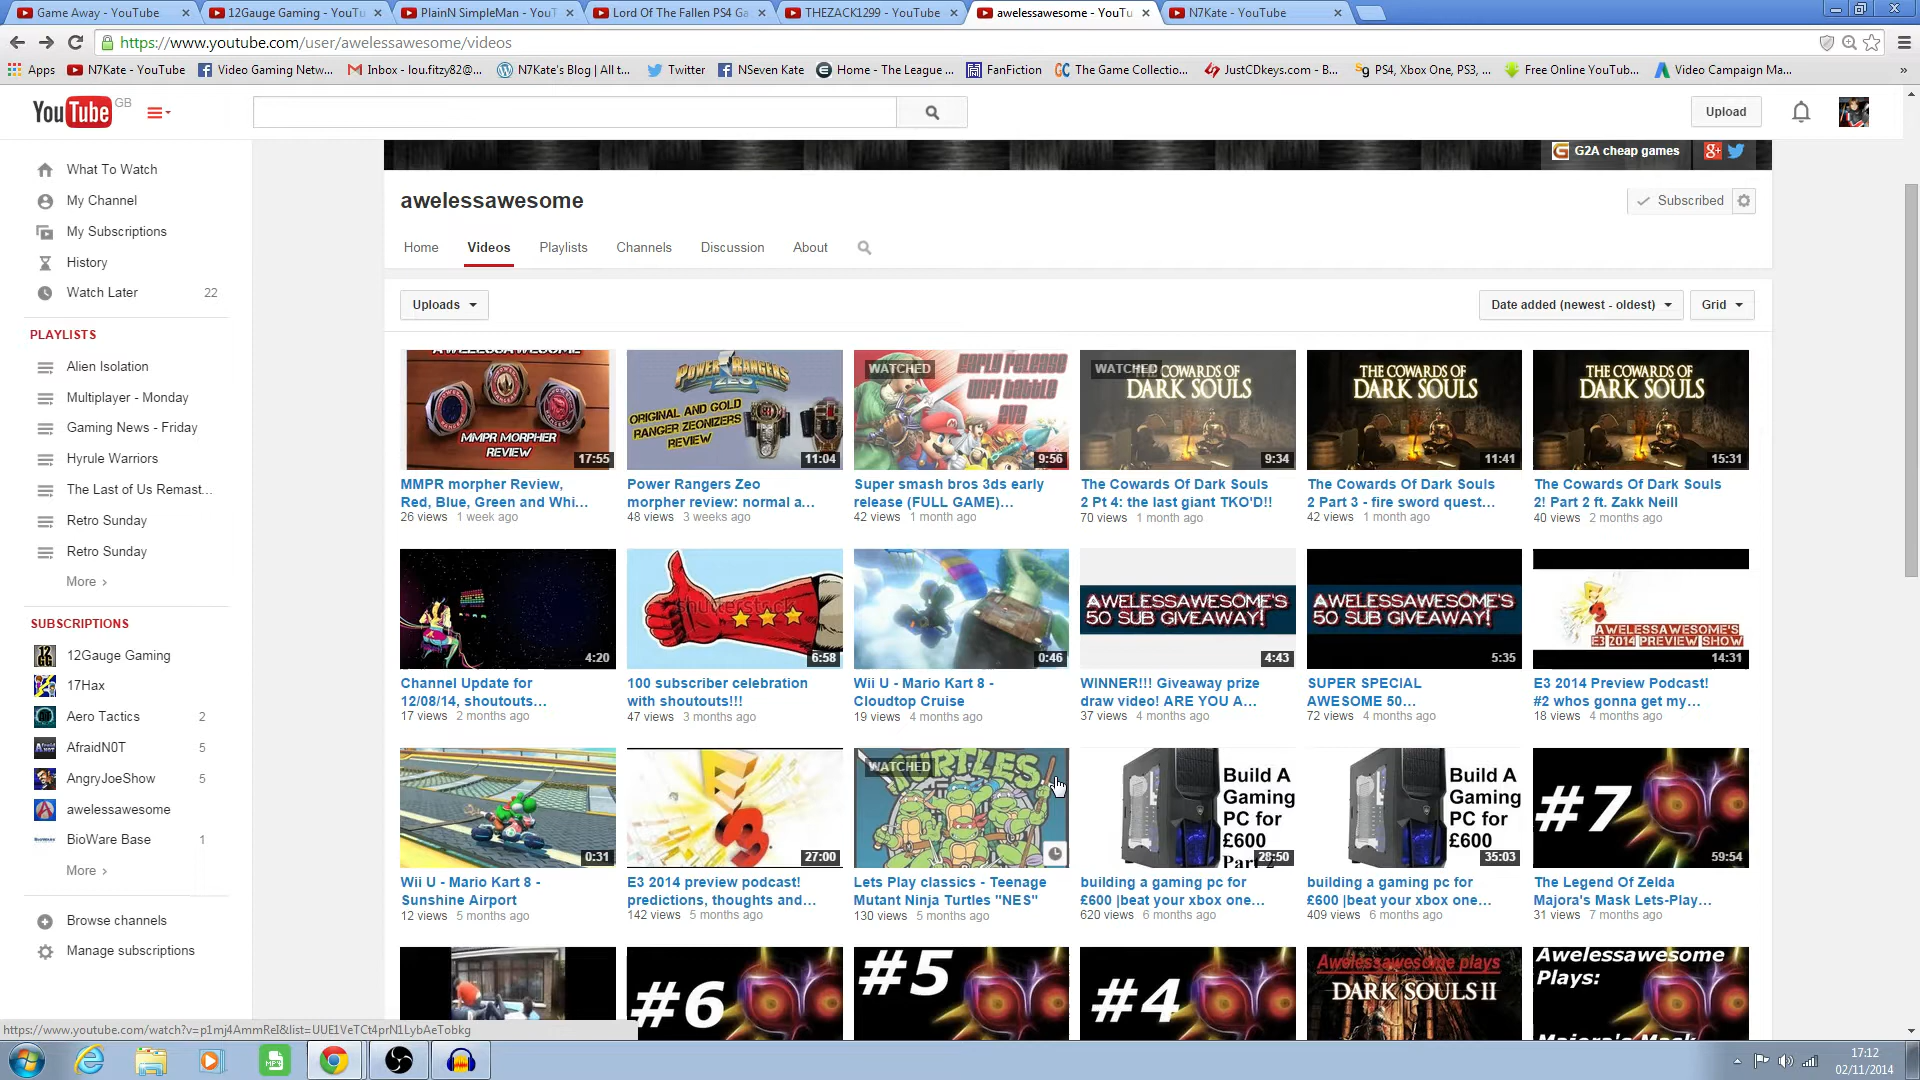 Game Away - YouTube
12Gauge Gaming - YouTu
PlainN SimpleMan - YouT
Lord Of The Fallen PS4 Ga
THEZACK1299 - YouTube
awelessawesome - YouTu
N7Kate - YouTube
https://www.youtube.com/user/awelessawesome/videos
Apps
N7Kate - YouTube
Video Gaming Netw...
Inbox - lou.fitzy82@...
N7Kate's Blog | All t...
Twitter
NSeven Kate
Home - The League ...
FanFiction
The Game Collectio...
JustCDkeys.com - B...
PS4, Xbox One, PS3, ...
Free Online YouTub...
Video Campaign Ma...
YouTube GB
Upload
What To Watch
My Channel
My Subscriptions
History
Watch Later 22
PLAYLISTS
Alien Isolation
Multiplayer - Monday
Gaming News - Friday
Hyrule Warriors
The Last of Us Remast...
Retro Sunday
Retro Sunday
More ›
SUBSCRIPTIONS
12Gauge Gaming
17Hax
Aero Tactics 2
AfraidN0T 5
AngryJoeShow 5
awelessawesome
BioWare Base 1
More ›
Browse channels
Manage subscriptions
G2A cheap games
awelessawesome
Subscribed
Home
Videos
Playlists
Channels
Discussion
About
Uploads
Date added (newest - oldest)
Grid
AWELESSAWESOME
MMPR MORPHER
REVIEW
17:55
MMPR morpher Review,
Red, Blue, Green and Whi...
26 views 1 week ago
POWER RANGERS
ZEO
ORIGINAL AND GOLD
RANGER ZEONIZERS
REVIEW
11:04
Power Rangers Zeo
morpher review: normal a...
48 views 3 weeks ago
WATCHED
EARLY RELEASE
WIFI BATTLE
9:56
Super smash bros 3ds early
release (FULL GAME)...
42 views 1 month ago
WATCHED
THE COWARDS OF
DARK SOULS
9:34
The Cowards Of Dark Souls
2 Pt 4: the last giant TKO'D!!
70 views 1 month ago
THE COWARDS OF
DARK SOULS
11:41
The Cowards Of Dark Souls
2 Part 3 - fire sword quest...
42 views 1 month ago
THE COWARDS OF
DARK SOULS
15:31
The Cowards Of Dark Souls
2! Part 2 ft. Zakk Neill
40 views 2 months ago
4:20
Channel Update for
12/08/14, shoutouts...
17 views 2 months ago
shutterstock
6:58
100 subscriber celebration
with shoutouts!!!
47 views 3 months ago
0:46
Wii U - Mario Kart 8 -
Cloudtop Cruise
19 views 4 months ago
AWELESSAWESOME'S
50 SUB GIVEAWAY!
4:43
WINNER!!! Giveaway prize
draw video! ARE YOU A...
37 views 4 months ago
AWELESSAWESOME'S
50 SUB GIVEAWAY!
5:35
SUPER SPECIAL
AWESOME 50...
72 views 4 months ago
AWELESSAWESOME'S
E3 2014 PREVIEW SHOW
14:31
E3 2014 Preview Podcast!
#2 whos gonna get my...
18 views 4 months ago
0:31
Wii U - Mario Kart 8 -
Sunshine Airport
12 views 5 months ago
E3
27:00
E3 2014 preview podcast!
predictions, thoughts and...
142 views 5 months ago
WATCHED
TURTLES
Lets Play classics - Teenage
Mutant Ninja Turtles "NES"
130 views 5 months ago
Build A
Gaming
PC for
£600
Part
28:50
building a gaming pc for
£600 |beat your xbox one...
620 views 6 months ago
Build A
Gaming
PC for
£600
35:03
building a gaming pc for
£600 |beat your xbox one...
409 views 6 months ago
#7
59:54
The Legend Of Zelda
Majora's Mask Lets-Play...
31 views 7 months ago
#6
#5
#4
Awelessawesome plays
DARK SOULS II
Awelessawesome
Plays:
Majora's Mask
https://www.youtube.com/watch?v=p1mj4AmmReI&list=UUE1VeTCt4prN1LybAeTobkg
17:12
02/11/2014